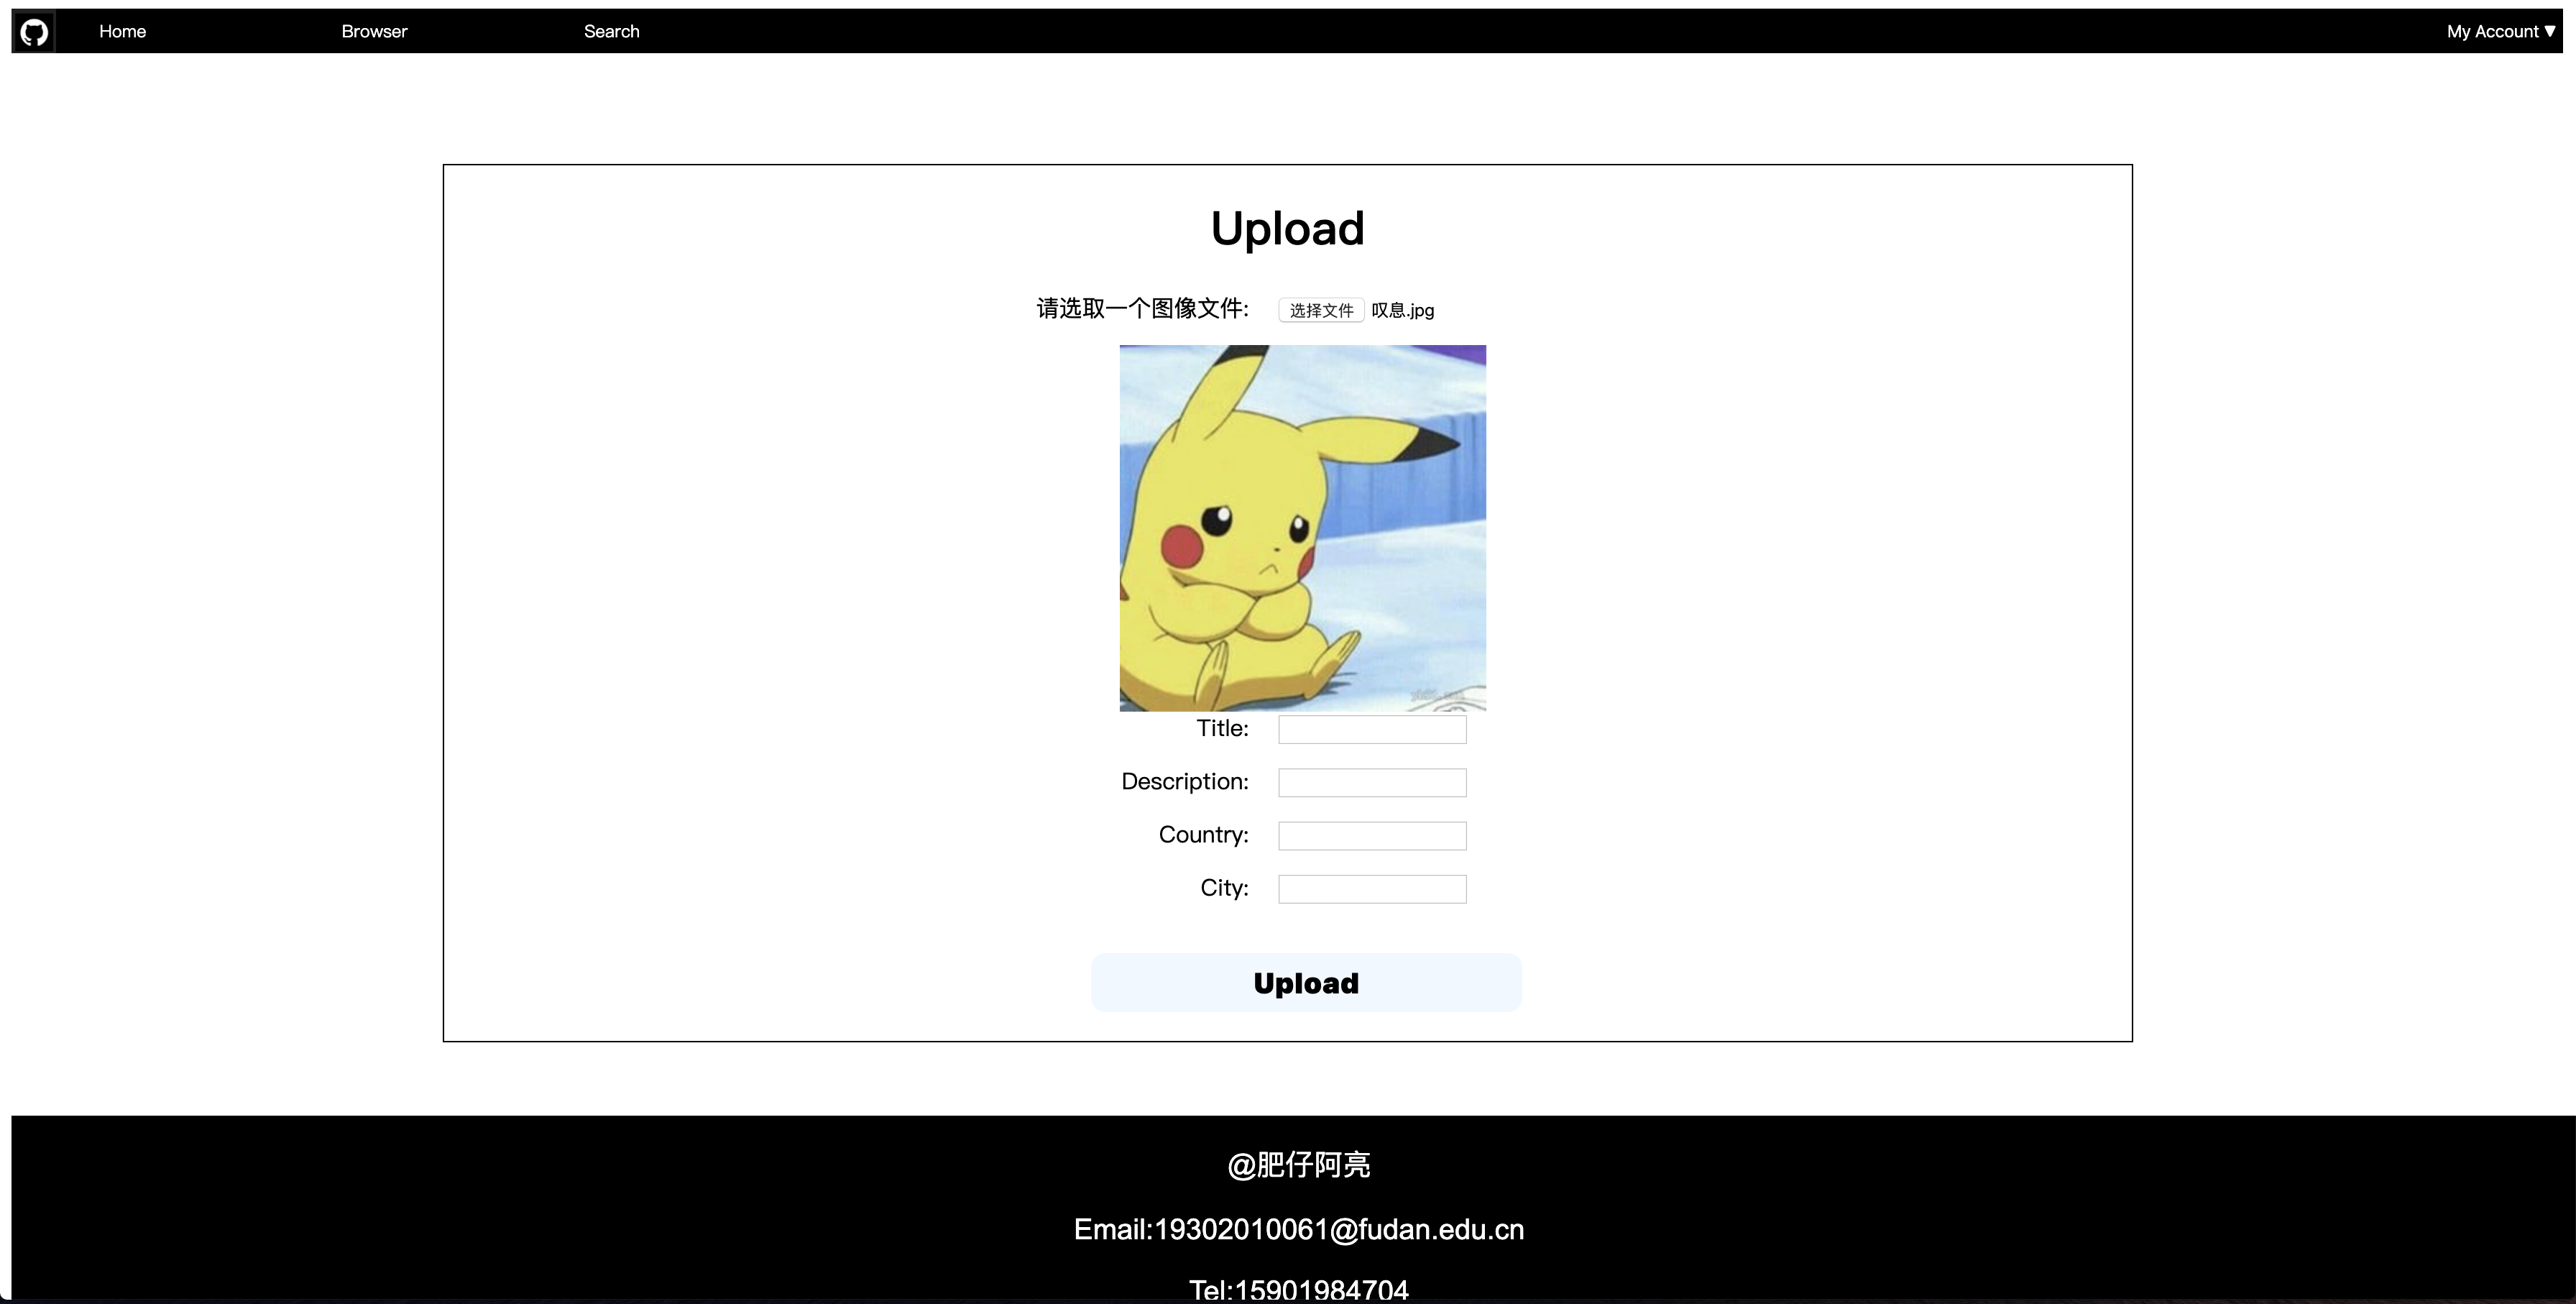 Home Browser Search My Account ▼
Upload
请选取一个图像文件: 选择文件 叹息.jpg
Title:
Description:
Country:
City:
Upload
@肥仔阿亮
Email:19302010061@fudan.edu.cn
Tel:15901984704